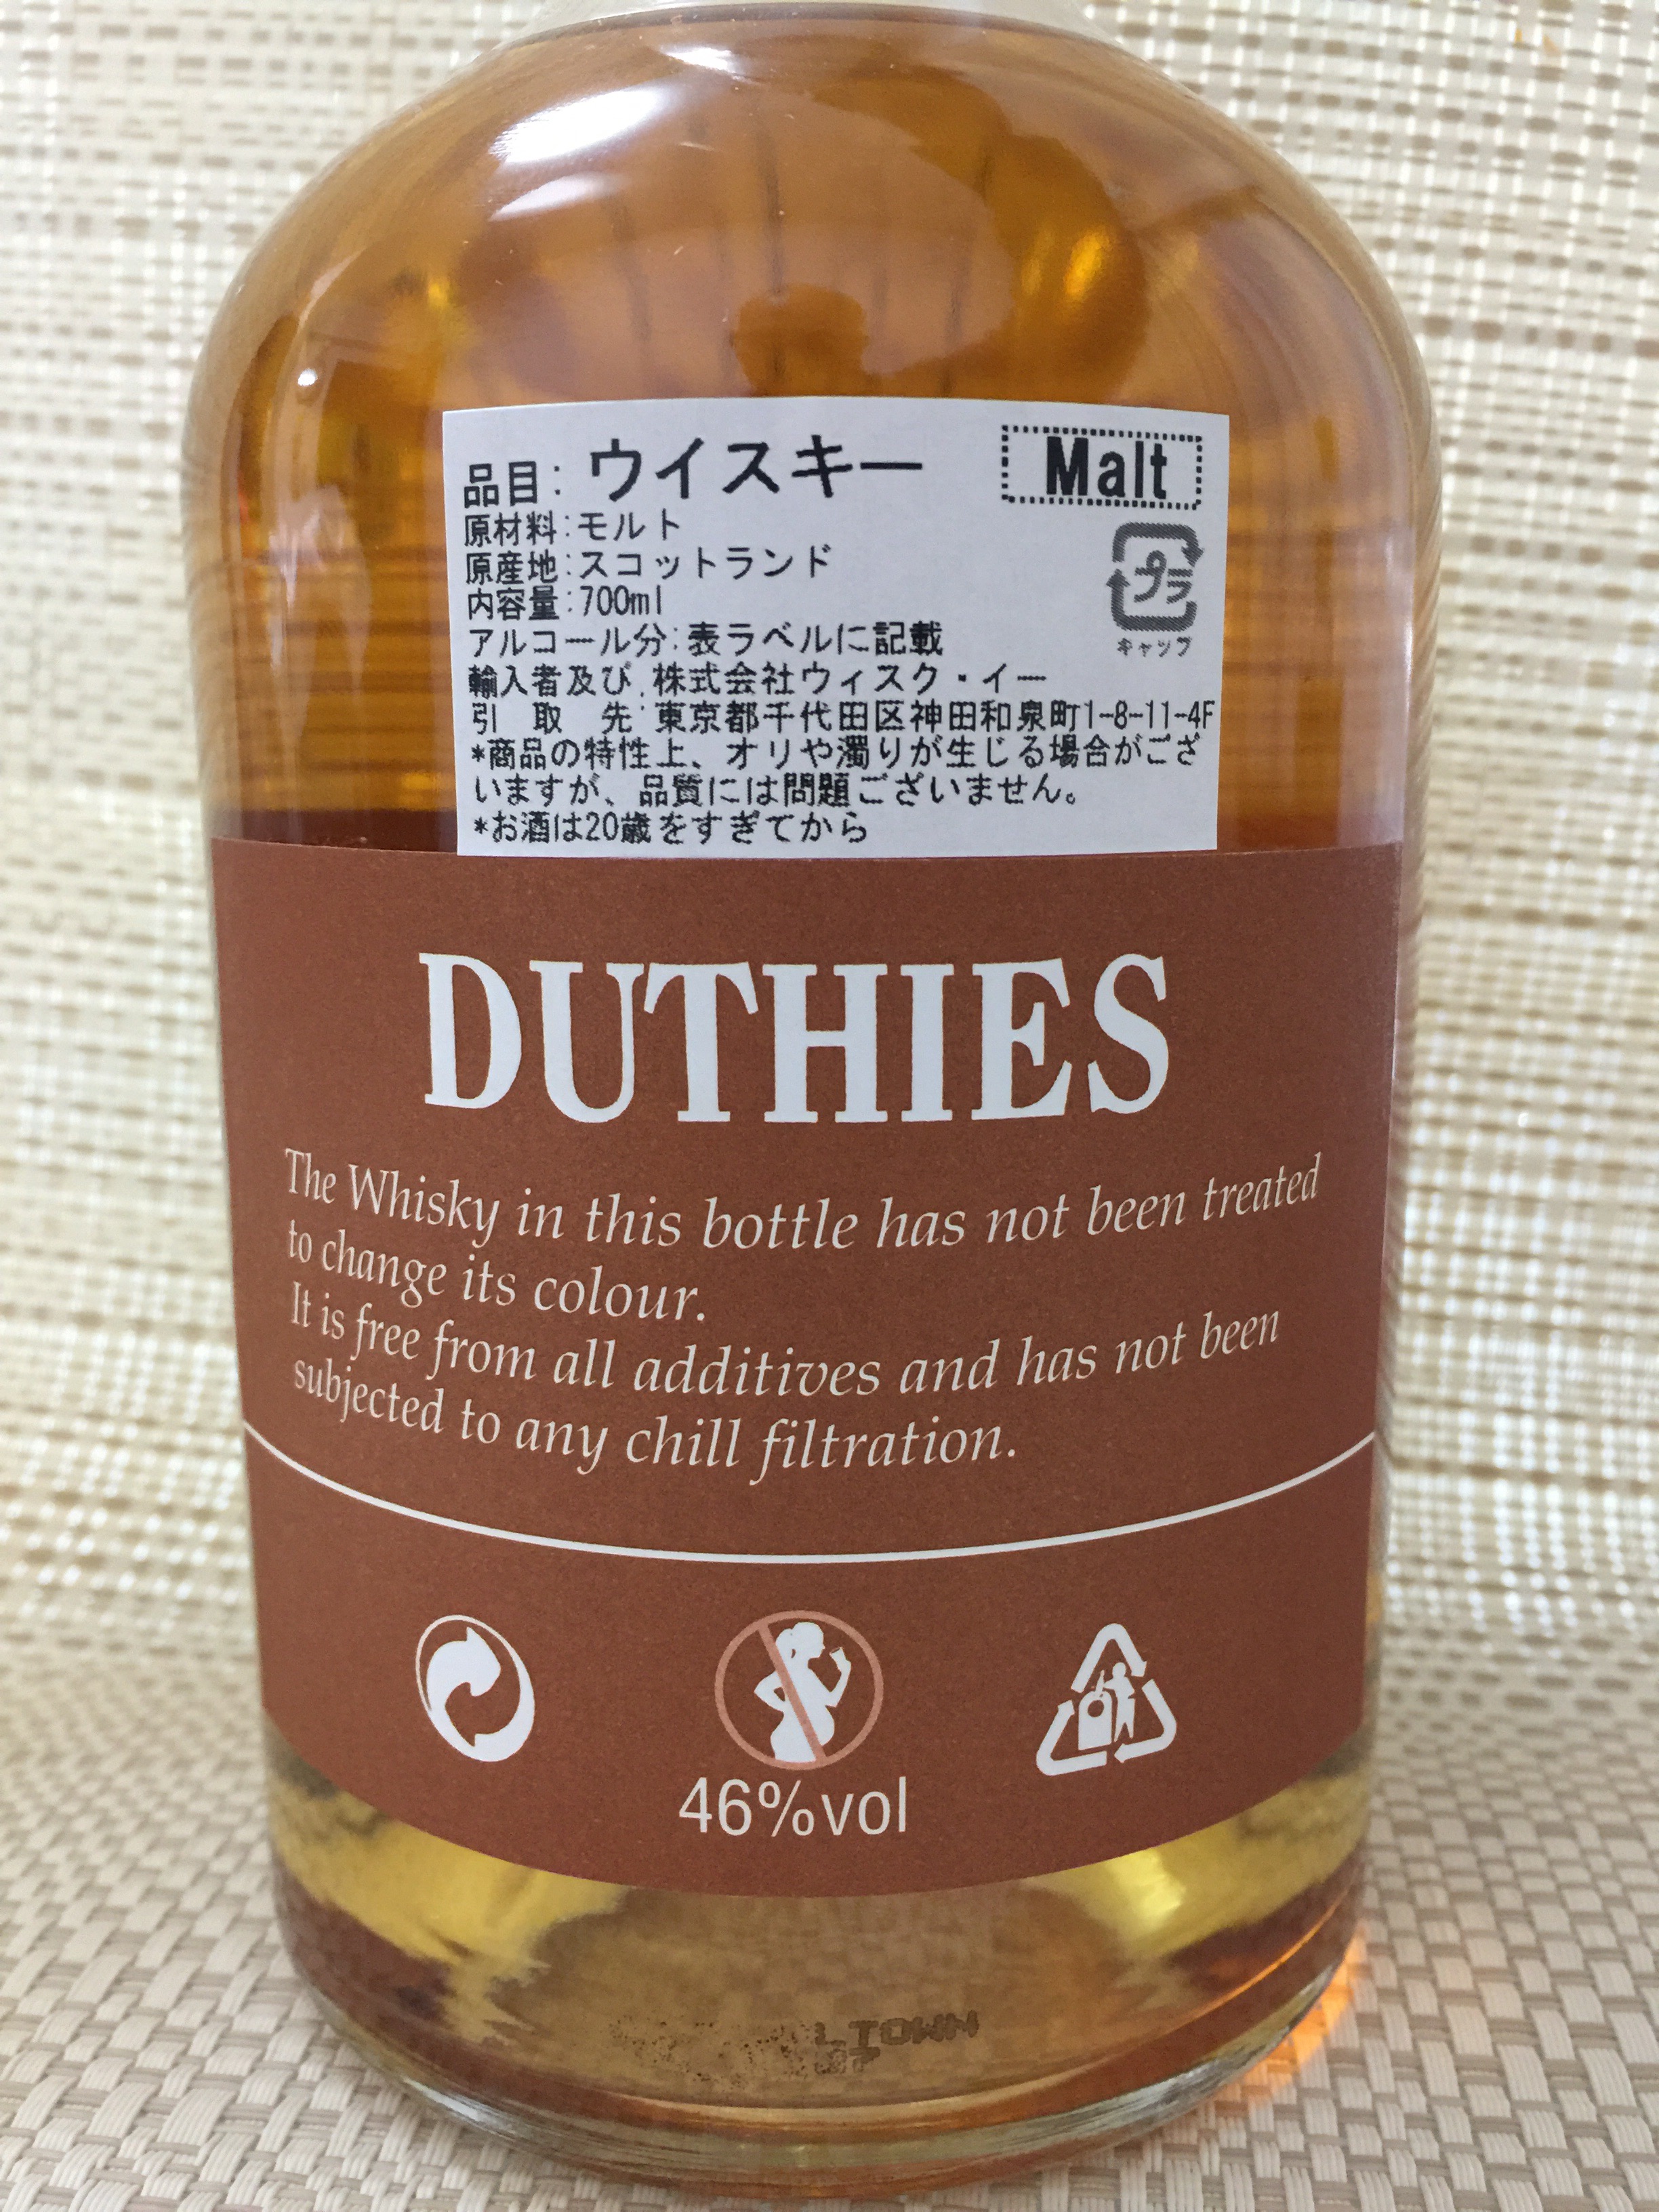 品目: ウイスキー Malt
原材料:モルト
原産地:スコットランド
内容量:700ml
アルコール分:表ラベルに記載
プラ
キャップ
輸入者及び 株式会社ウィスク・イー
引取先:東京都千代田区神田和泉町1-8-11-4F
*商品の特性上、オリや濁りが生じる場合がござ
いますが、品質には問題ございません。
*お酒は20歳をすぎてから
DUTHIES
The Whisky in this bottle has not been treated
to change its colour.
It is free from all additives and has not been
subjected to any chill filtration.
46%vol
LTOWN